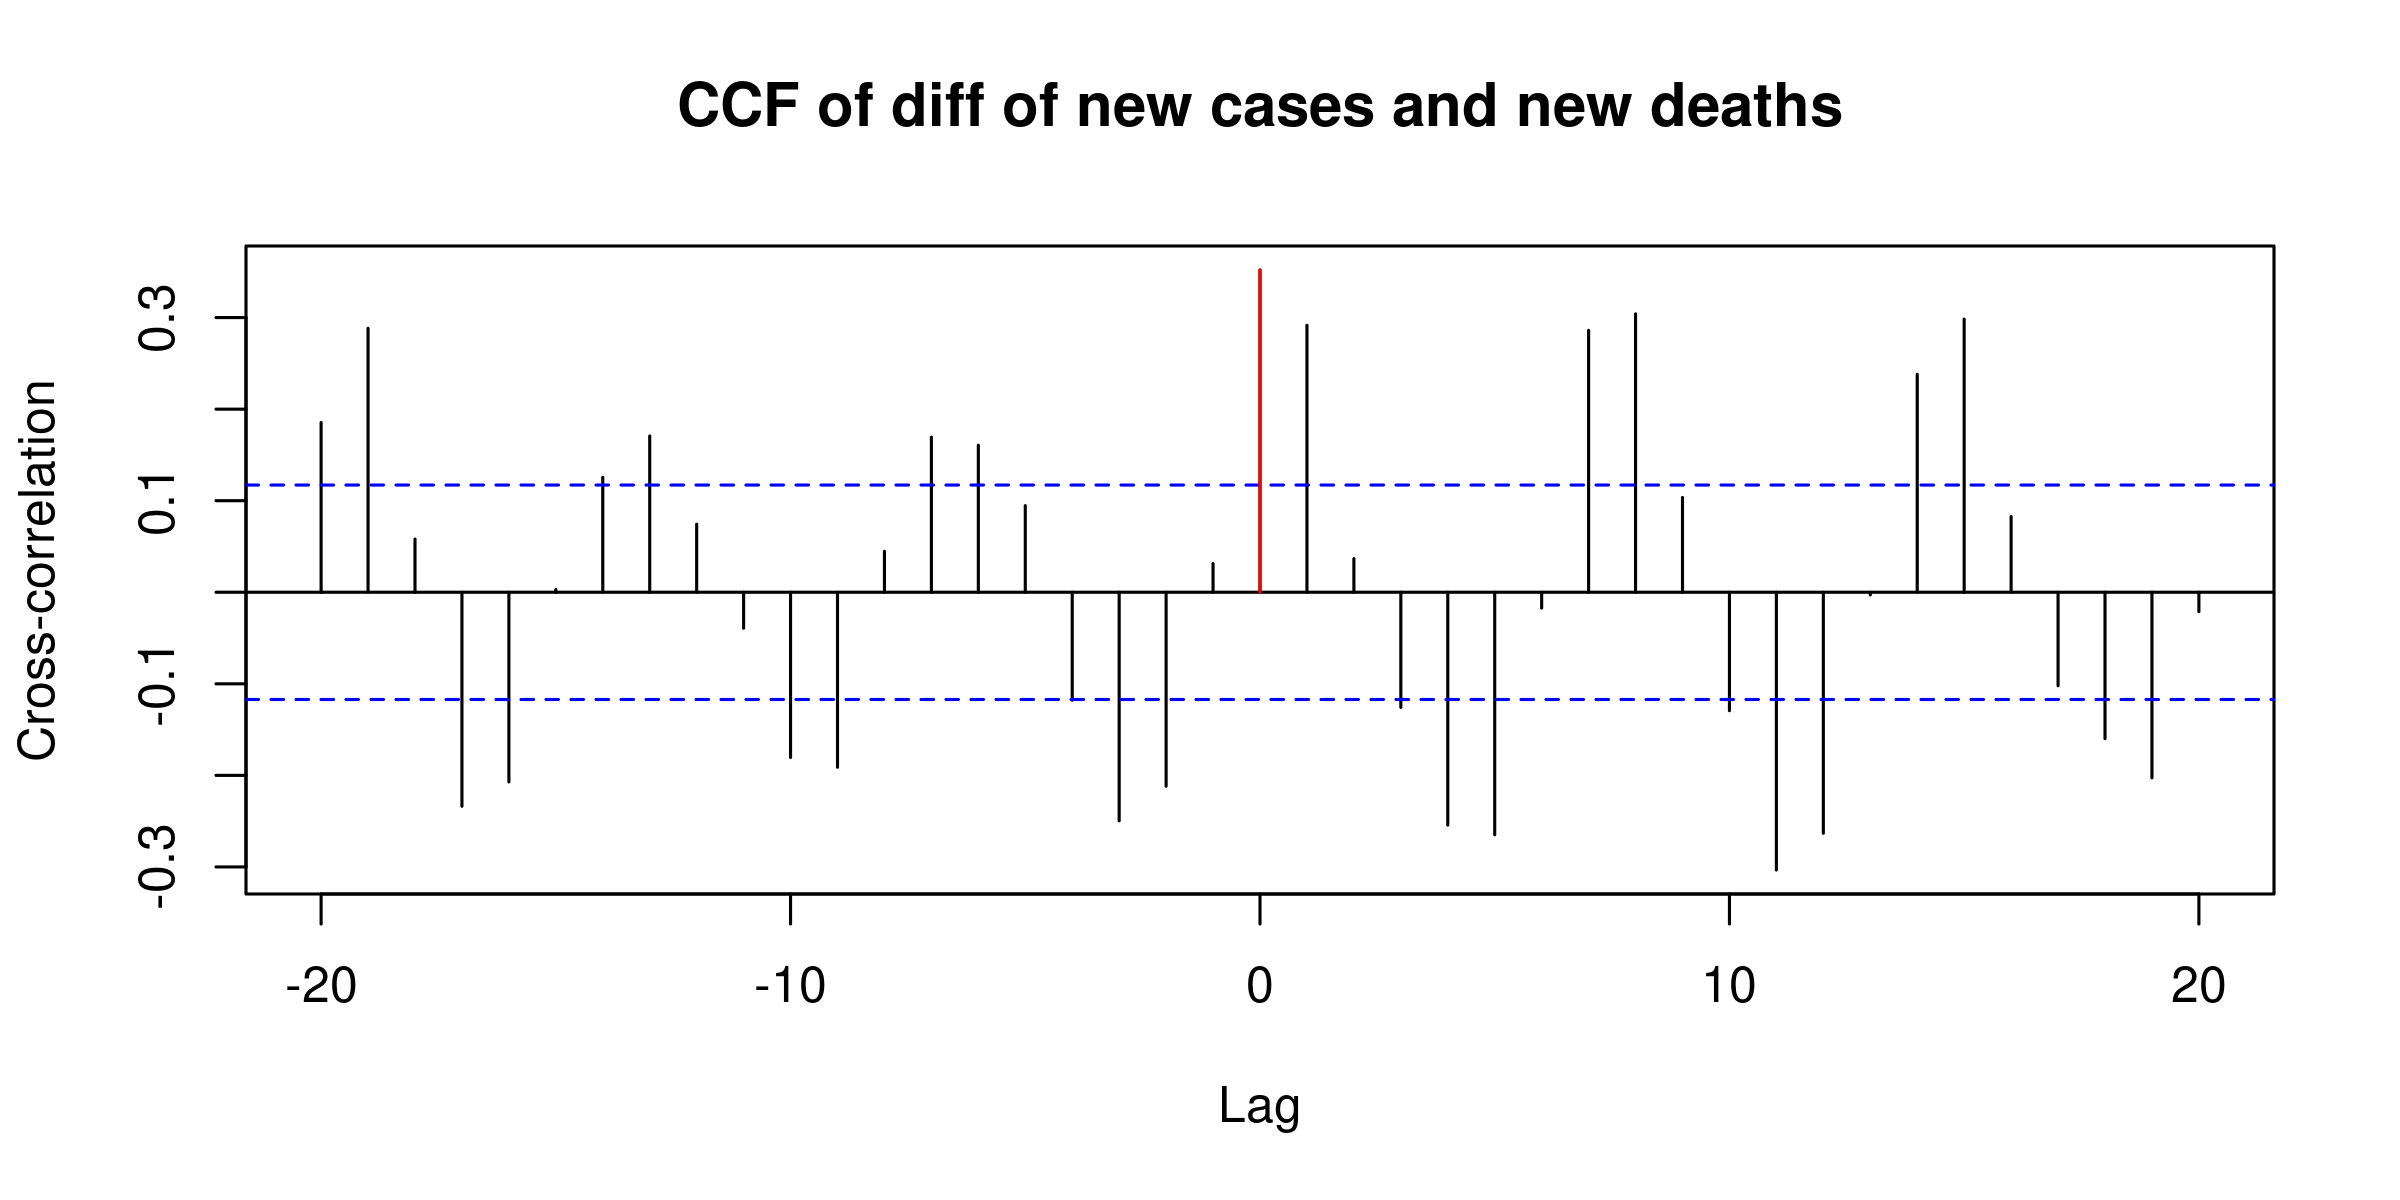 CCF of diff of new cases and new deaths
Cross-correlation
0.3
0.1
-0.1
-0.3
-20 -10 0 10 20
Lag